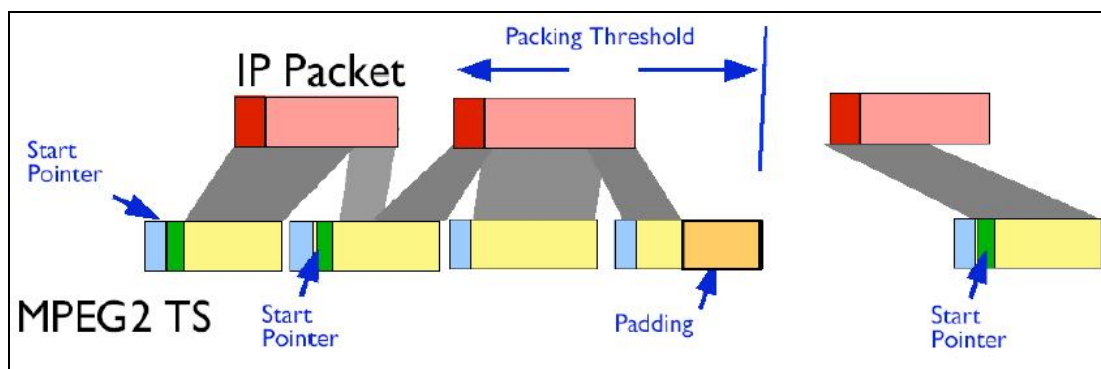 Packing Threshold
IP Packet
Start
Pointer
MPEG2 TS
Start
Pointer
Padding
Start
Pointer